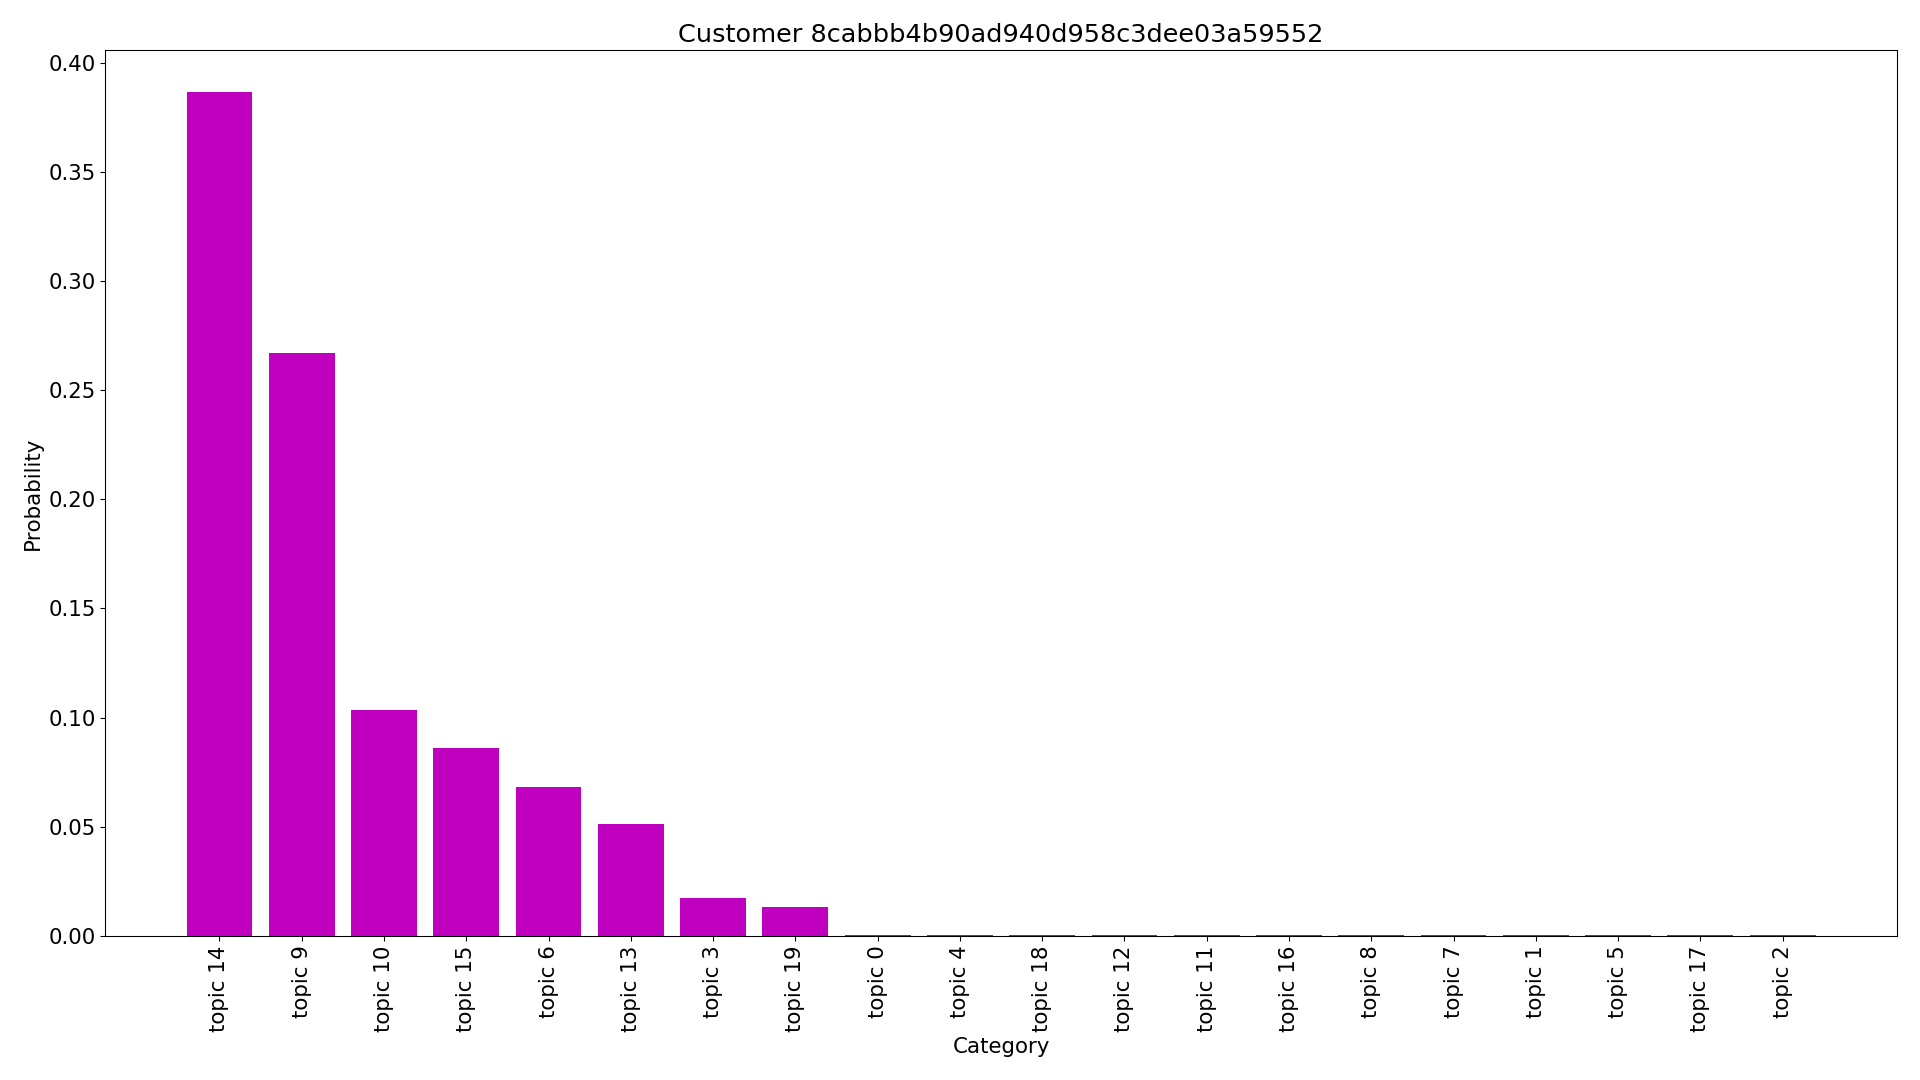 Customer 8cabbb4b90ad940d958c3dee03a59552
Probability
0.40
0.35
0.30
0.25
0.20
0.15
0.10
0.05
0.00
topic 14
topic 9
topic 10
topic 15
topic 6
topic 13
topic 3
topic 19
topic 0
topic 4
topic 18
topic 12
topic 11
topic 16
topic 8
topic 7
topic 1
topic 5
topic 17
topic 2
Category